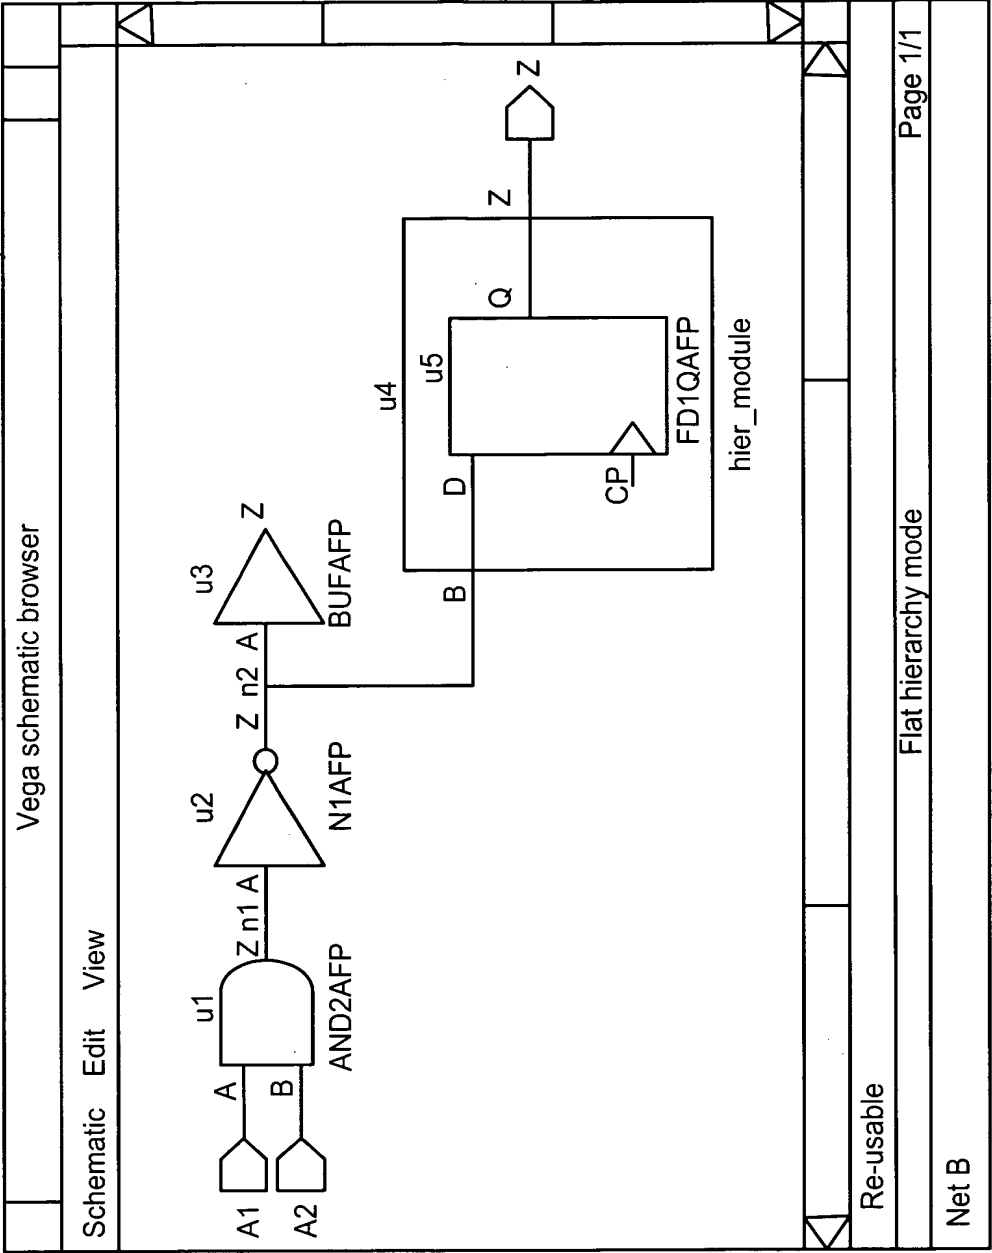 Vega schematic browser
Schematic Edit View
u1
A1
A
Z
n1
A
A2
B
AND2AFP
u2
Z
n2
A
N1AFP
u3
Z
BUFAFP
B
u4
u5
D
Q
Z
Z
CP
FD1QAFP
hier_module
Re-usable
Flat hierarchy mode
Page 1/1
Net B